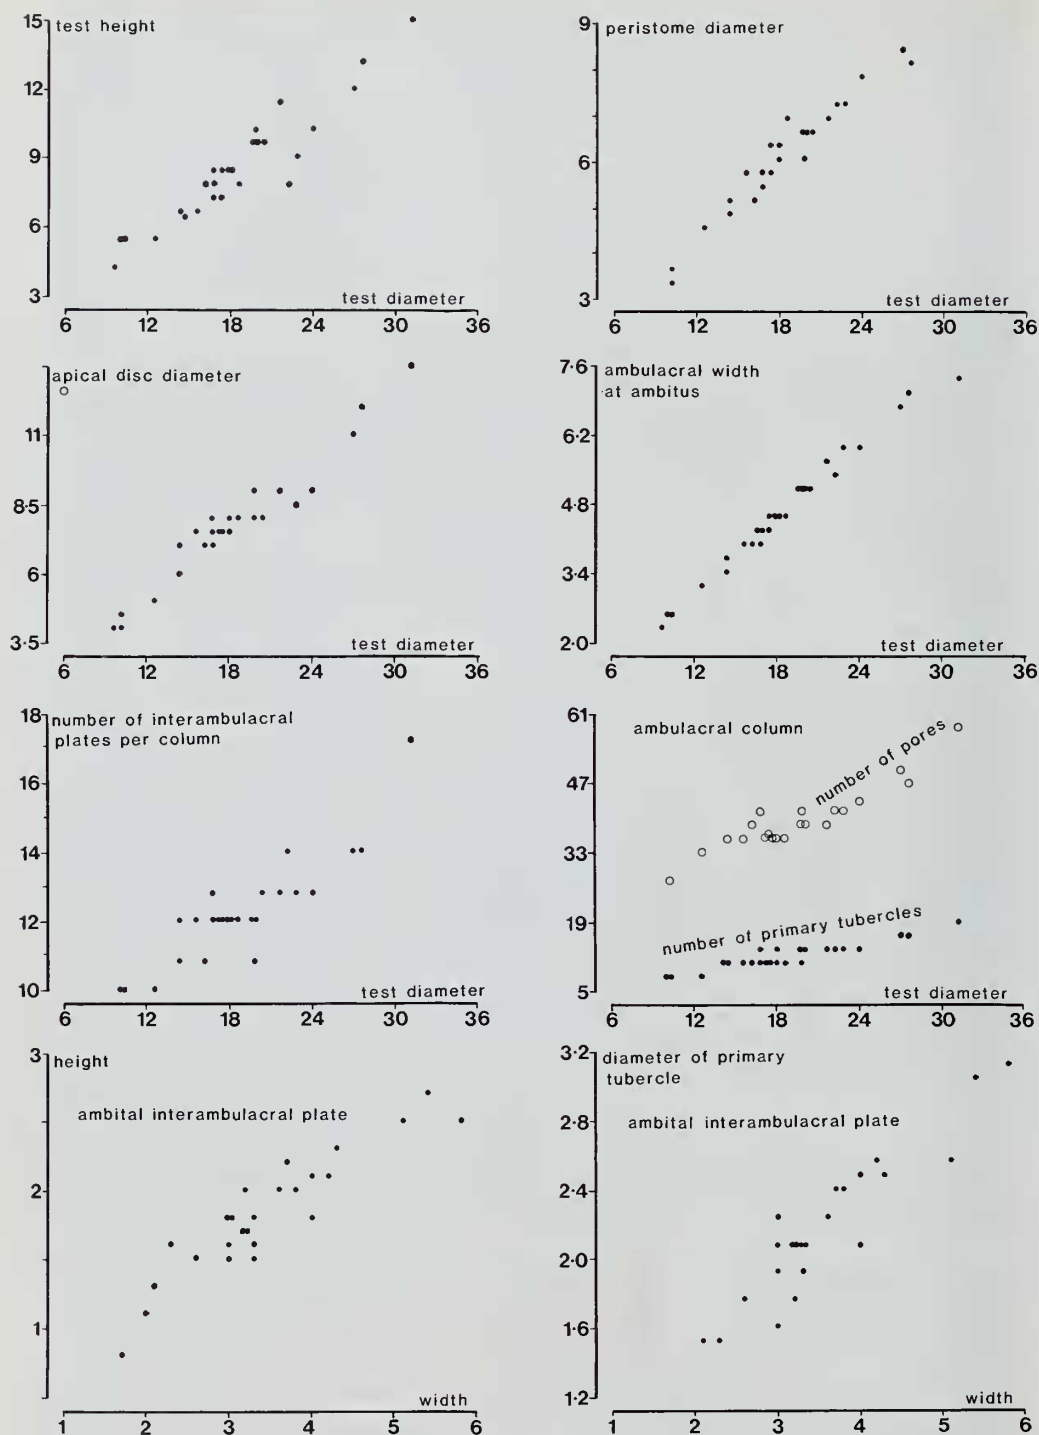 test height
15
12
9
6
3
test diameter
6 12 18 24 30 36
peristome diameter
9
6
3
test diameter
6 12 18 24 30 36
apical disc diameter
11
8·5
6
3·5
test diameter
6 12 18 24 30 36
ambulacral width
at ambitus
7·6
6·2
4·8
3·4
2·0
test diameter
6 12 18 24 30 36
number of interambulacral
plates per column
18
16
14
12
10
test diameter
6 12 18 24 30 36
ambulacral column
number of pores
number of primary tubercles
61
47
33
19
5
test diameter
6 12 18 24 30 36
height
ambital interambulacral plate
3
2
1
width
1 2 3 4 5 6
diameter of primary
tubercle
ambital interambulacral plate
3·2
2·8
2·4
2·0
1·6
1·2
width
1 2 3 4 5 6